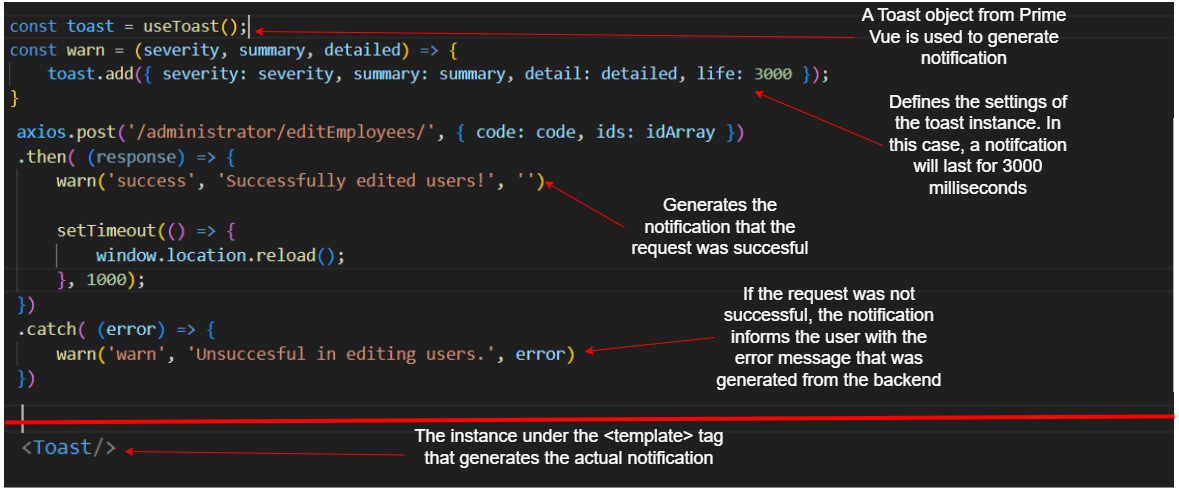 const toast = useToast();
const warn = (severity, summary, detailed) => {
    toast.add({ severity: severity, summary: summary, detail: detailed, life: 3000 });
}
axios.post('/administrator/editEmployees/', { code: code, ids: idArray })
.then( (response) => {
    warn('success', 'Successfully edited users!', '')
    setTimeout(() => {
        window.location.reload();
    }, 1000);
})
.catch( (error) => {
    warn('warn', 'Unsuccesful in editing users.', error)
})
<Toast/>
A Toast object from Prime
Vue is used to generate
notification
Defines the settings of
the toast instance. In
this case, a notifcation
will last for 3000
milliseconds
Generates the
notification that the
request was succesful
If the request was not
successful, the notification
informs the user with the
error message that was
generated from the backend
The instance under the <template> tag
that generates the actual notification